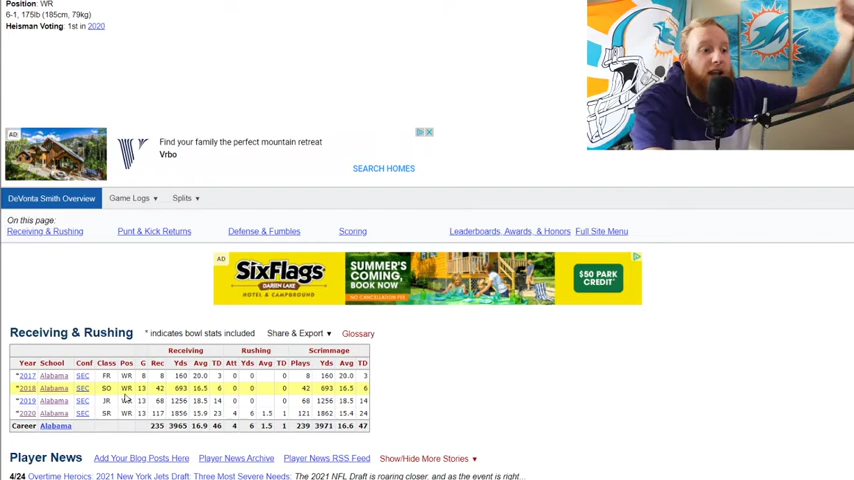 Position: WR
6-1, 175lb (185cm, 79kg)
Heisman Voting: 1st in 2020
AD
Find your family the perfect mountain retreat
Vrbo
SEARCH HOMES
DeVonta Smith Overview Game Logs ▼ Splits ▼
On this page:
Receiving & Rushing Punt & Kick Returns Defense & Fumbles Scoring Leaderboards, Awards, & Honors Full Site Menu
AD
SixFlags
DARIEN LAKE
HOTEL & CAMPGROUND
SUMMER'S COMING, BOOK NOW
NO CANCELLATION FEE!
$50 PARK CREDIT*
Receiving & Rushing * indicates bowl stats included Share & Export ▼ Glossary
Receiving Rushing Scrimmage
Year School Conf Class Pos G Rec Yds Avg TD Att Yds Avg TD Plays Yds Avg TD
*2017 Alabama SEC FR WR 8 8 160 20.0 3 0 0 0 8 160 20.0 3
*2018 Alabama SEC SO WR 13 42 693 16.5 6 0 0 0 42 693 16.5 6
*2019 Alabama SEC JR WR 13 68 1256 18.5 14 0 0 0 68 1256 18.5 14
*2020 Alabama SEC SR WR 13 117 1856 15.9 23 4 6 1.5 1 121 1862 15.4 24
Career Alabama 235 3965 16.9 46 4 6 1.5 1 239 3971 16.6 47
Player News Add Your Blog Posts Here Player News Archive Player News RSS Feed Show/Hide More Stories ▼
4/24 Overtime Heroics: 2021 New York Jets Draft: Three Most Severe Needs: The 2021 NFL Draft is roaring closer, and as the event is right...